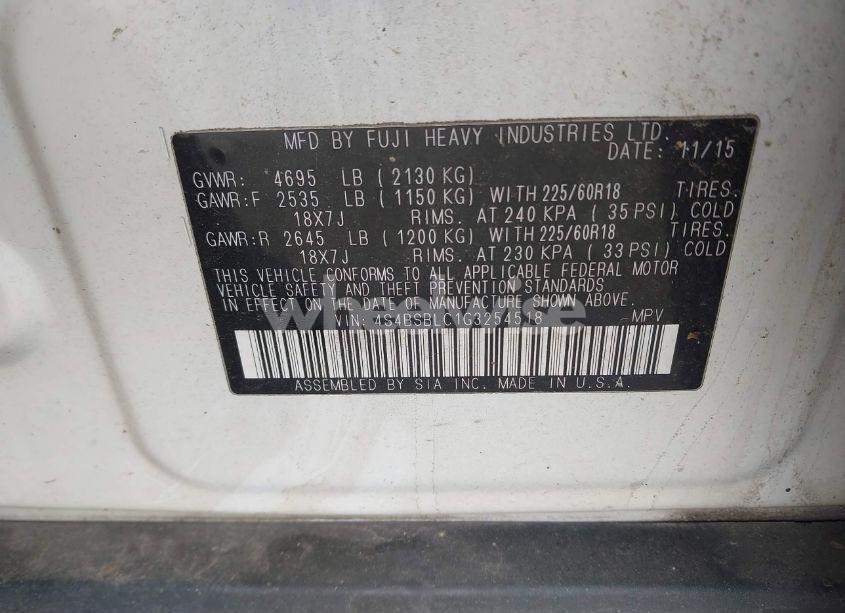 MFD BY FUJI HEAVY INDUSTRIES LTD.
DATE: 11/15
GVWR: 4695 LB ( 2130 KG)
GAWR:F 2535 LB ( 1150 KG) WITH 225/60R18 TIRES.
18X7J RIMS. AT 240 KPA ( 35 PSI) COLD
GAWR:R 2645 LB ( 1200 KG) WITH 225/60R18 TIRES.
18X7J RIMS. AT 230 KPA ( 33 PSI) COLD
THIS VEHICLE CONFORMS TO ALL APPLICABLE FEDERAL MOTOR
VEHICLE SAFETY AND THEFT PREVENTION STANDARDS
IN EFFECT ON THE DATE OF MANUFACTURE SHOWN ABOVE.
VIN: 4S4BSBLC1G3254518 MPV
ASSEMBLED BY SIA INC. MADE IN U.S.A.